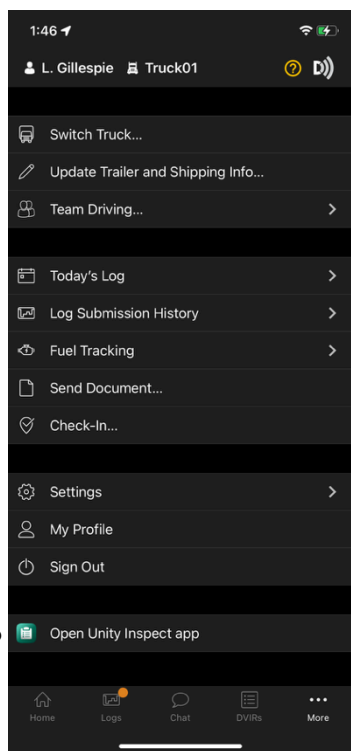 1:46
L. Gillespie Truck01 ? D))
Switch Truck...
Update Trailer and Shipping Info...
Team Driving...
Today's Log
Log Submission History
Fuel Tracking
Send Document...
Check-In...
Settings
My Profile
Sign Out
Open Unity Inspect app
Home Logs Chat DVIRs More